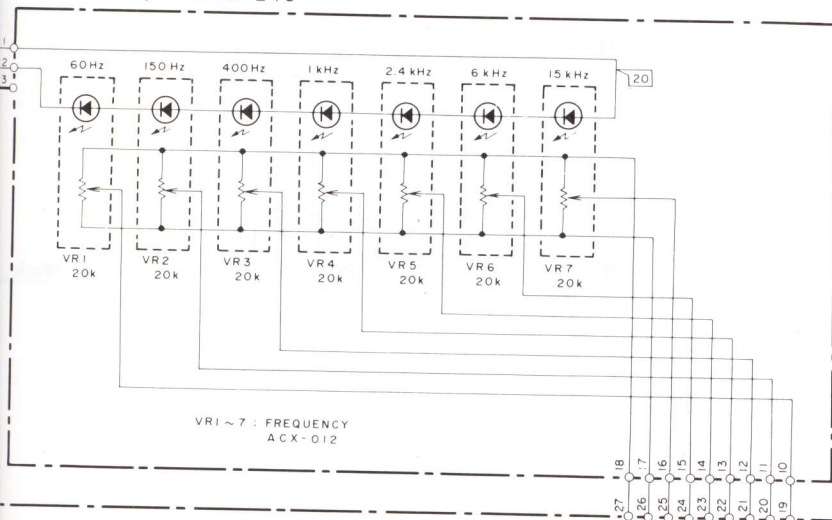 1
2
3
60Hz 150Hz 400Hz 1kHz 2.4kHz 6kHz 15kHz
20
VR1 VR2 VR3 VR4 VR5 VR6 VR7
20k 20k 20k 20k 20k 20k 20k
VR1~7 : FREQUENCY
ACX-012
18 17 16 15 14 13 12 11 10
27 26 25 24 23 22 21 20 19